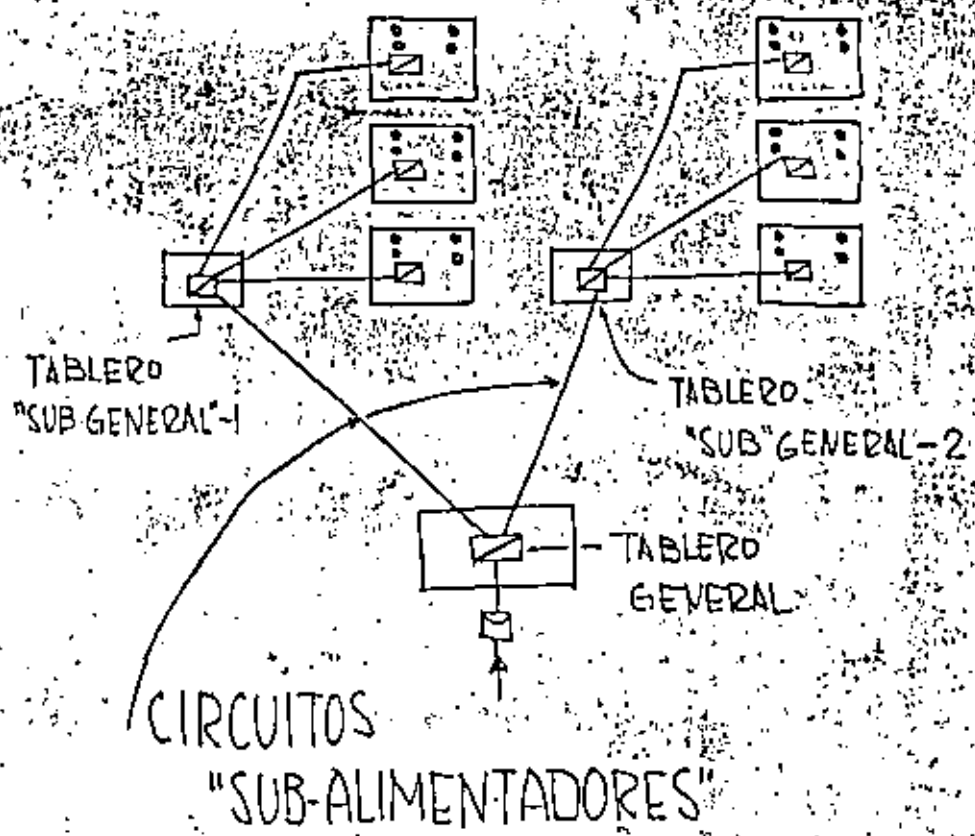 TABLERO
"SUB-GENERAL"-1
TABLERO
"SUB" GENERAL-2
TABLERO
GENERAL
CIRCUITOS
"SUB-ALIMENTADORES"